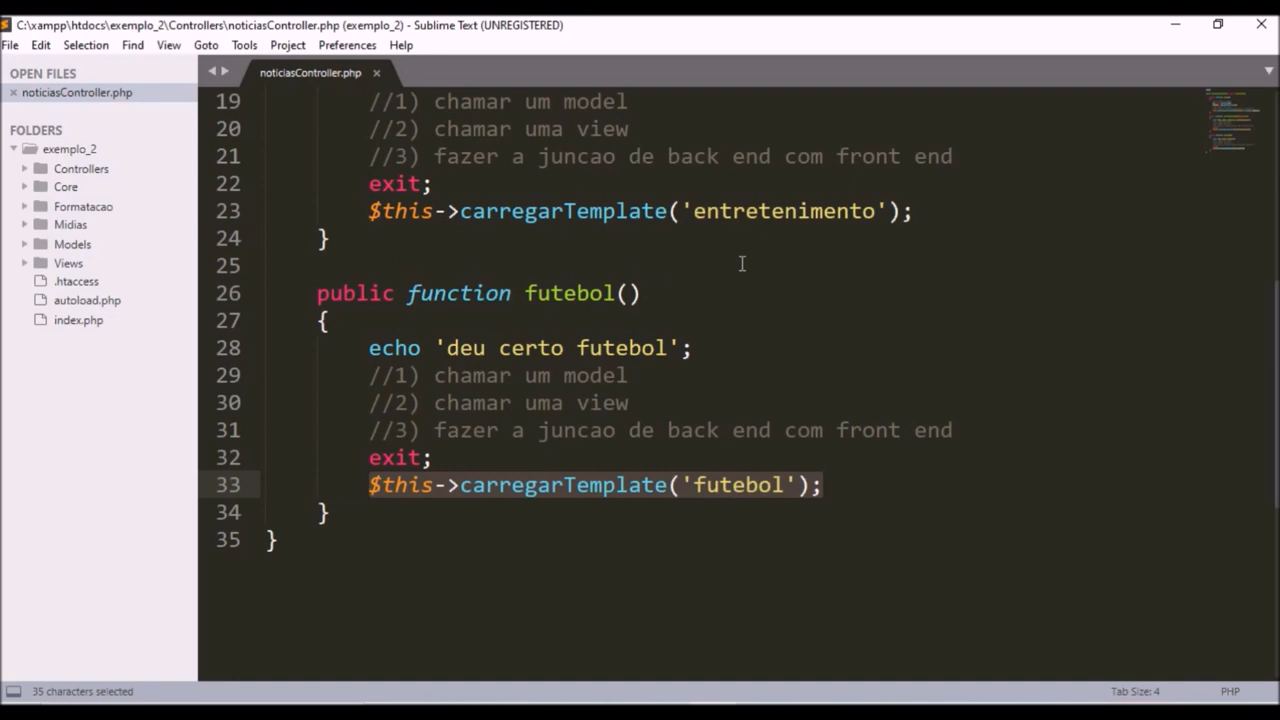 C:\xampp\htdocs\exemplo_2\Controllers\noticiasController.php (exemplo_2) - Sublime Text (UNREGISTERED)
File Edit Selection Find View Goto Tools Project Preferences Help
OPEN FILES
noticiasController.php
FOLDERS
exemplo_2
Controllers
Core
Formatacao
Midias
Models
Views
.htaccess
autoload.php
index.php
noticiasController.php
19 //1) chamar um model
20 //2) chamar uma view
21 //3) fazer a juncao de back end com front end
22 exit;
23 $this->carregarTemplate('entretenimento');
24 }
25
26 public function futebol()
27 {
28 echo 'deu certo futebol';
29 //1) chamar um model
30 //2) chamar uma view
31 //3) fazer a juncao de back end com front end
32 exit;
33 $this->carregarTemplate('futebol');
34 }
35 }
35 characters selected
Tab Size: 4
PHP